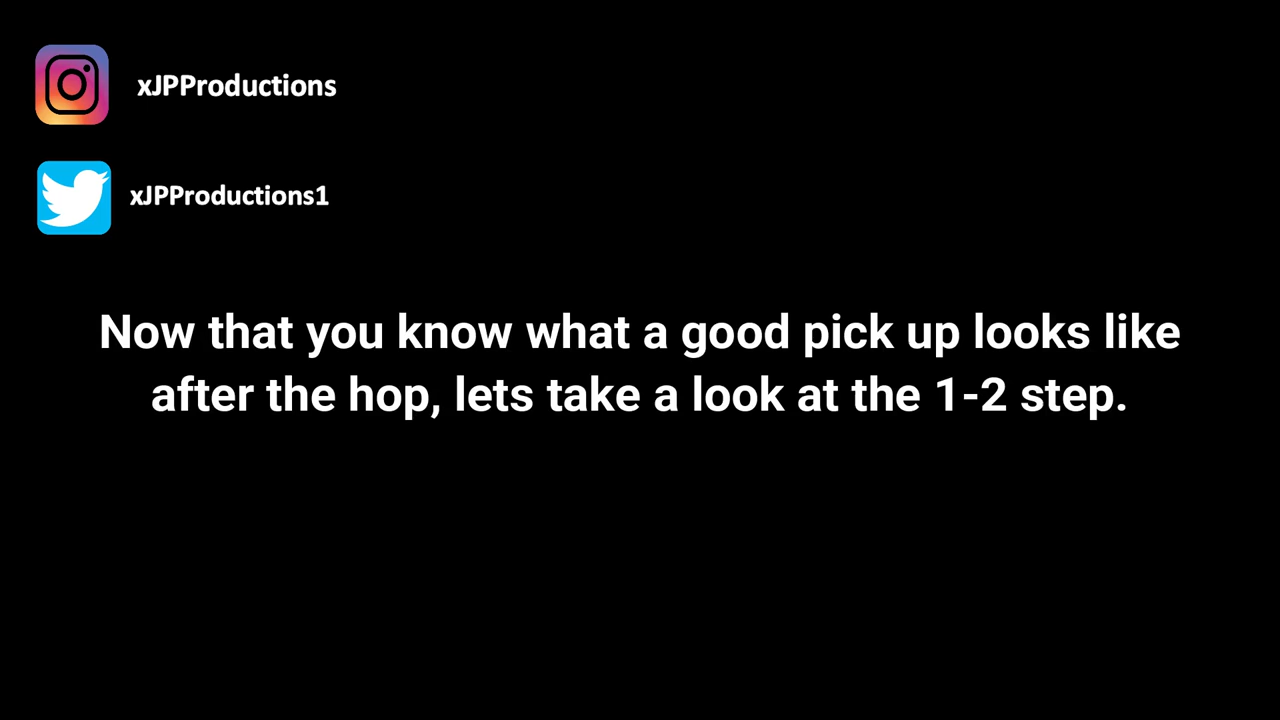 xJPProductions
xJPProductions1
Now that you know what a good pick up looks like
after the hop, lets take a look at the 1-2 step.